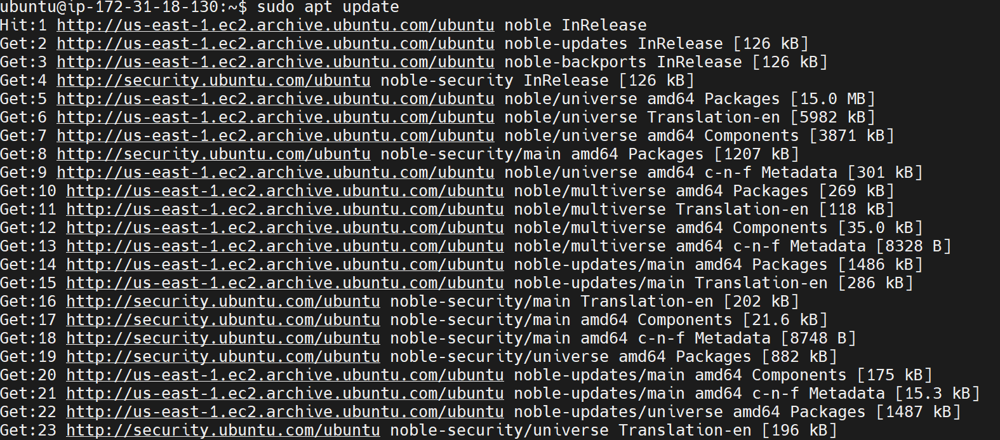 ubuntu@ip-172-31-18-130:~$ sudo apt update
Hit:1 http://us-east-1.ec2.archive.ubuntu.com/ubuntu noble InRelease
Get:2 http://us-east-1.ec2.archive.ubuntu.com/ubuntu noble-updates InRelease [126 kB]
Get:3 http://us-east-1.ec2.archive.ubuntu.com/ubuntu noble-backports InRelease [126 kB]
Get:4 http://security.ubuntu.com/ubuntu noble-security InRelease [126 kB]
Get:5 http://us-east-1.ec2.archive.ubuntu.com/ubuntu noble/universe amd64 Packages [15.0 MB]
Get:6 http://us-east-1.ec2.archive.ubuntu.com/ubuntu noble/universe Translation-en [5982 kB]
Get:7 http://us-east-1.ec2.archive.ubuntu.com/ubuntu noble/universe amd64 Components [3871 kB]
Get:8 http://security.ubuntu.com/ubuntu noble-security/main amd64 Packages [1207 kB]
Get:9 http://us-east-1.ec2.archive.ubuntu.com/ubuntu noble/universe amd64 c-n-f Metadata [301 kB]
Get:10 http://us-east-1.ec2.archive.ubuntu.com/ubuntu noble/multiverse amd64 Packages [269 kB]
Get:11 http://us-east-1.ec2.archive.ubuntu.com/ubuntu noble/multiverse Translation-en [118 kB]
Get:12 http://us-east-1.ec2.archive.ubuntu.com/ubuntu noble/multiverse amd64 Components [35.0 kB]
Get:13 http://us-east-1.ec2.archive.ubuntu.com/ubuntu noble/multiverse amd64 c-n-f Metadata [8328 B]
Get:14 http://us-east-1.ec2.archive.ubuntu.com/ubuntu noble-updates/main amd64 Packages [1486 kB]
Get:15 http://us-east-1.ec2.archive.ubuntu.com/ubuntu noble-updates/main Translation-en [286 kB]
Get:16 http://security.ubuntu.com/ubuntu noble-security/main Translation-en [202 kB]
Get:17 http://security.ubuntu.com/ubuntu noble-security/main amd64 Components [21.6 kB]
Get:18 http://security.ubuntu.com/ubuntu noble-security/main amd64 c-n-f Metadata [8748 B]
Get:19 http://security.ubuntu.com/ubuntu noble-security/universe amd64 Packages [882 kB]
Get:20 http://us-east-1.ec2.archive.ubuntu.com/ubuntu noble-updates/main amd64 Components [175 kB]
Get:21 http://us-east-1.ec2.archive.ubuntu.com/ubuntu noble-updates/main amd64 c-n-f Metadata [15.3 kB]
Get:22 http://us-east-1.ec2.archive.ubuntu.com/ubuntu noble-updates/universe amd64 Packages [1487 kB]
Get:23 http://security.ubuntu.com/ubuntu noble-security/universe Translation-en [196 kB]